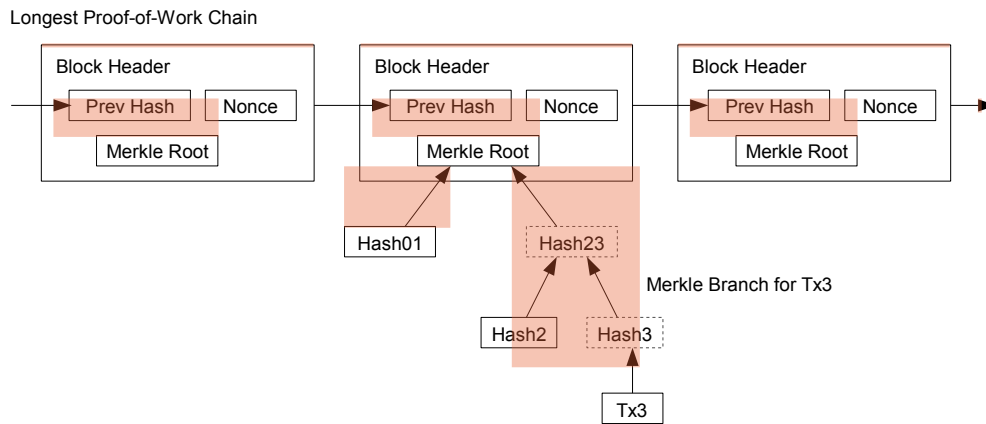 Longest Proof-of-Work Chain
Block Header
Block Header
Block Header
Prev Hash
Nonce
Prev Hash
Nonce
Prev Hash
Nonce
Merkle Root
Merkle Root
Merkle Root
Hash01
Hash23
Merkle Branch for Tx3
Hash2
Hash3
Tx3